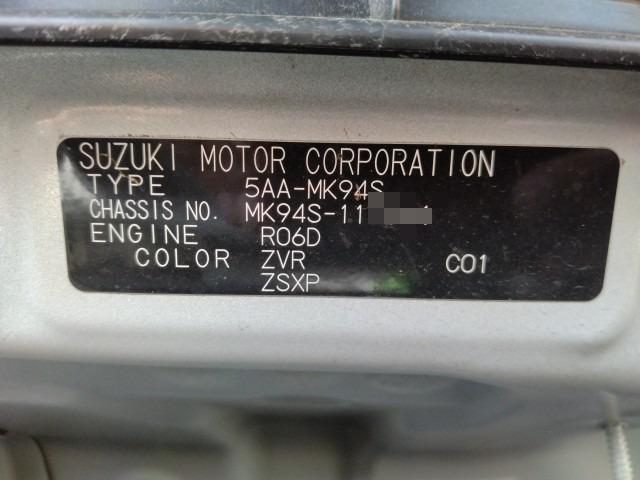 SUZUKI MOTOR CORPORATION
TYPE 5AA-MK94S
CHASSIS NO. MK94S-11
ENGINE R06D
COLOR ZVR C01
ZSXP